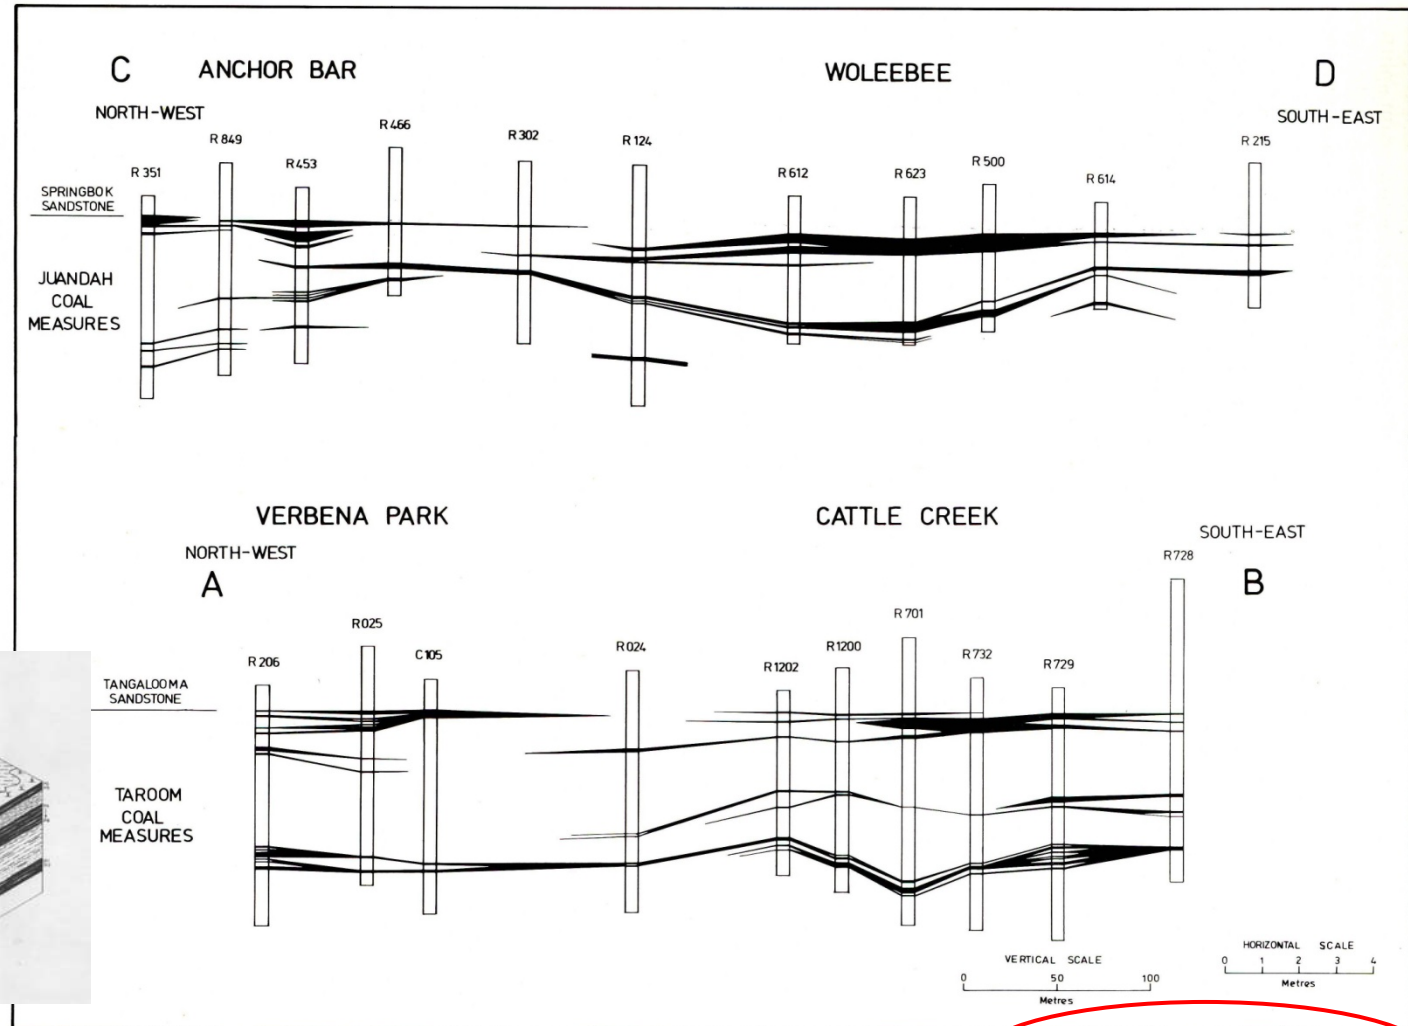 C
ANCHOR BAR
WOLEEBEE
D
NORTH-WEST
SOUTH-EAST
R 351
R 849
R 453
R 466
R 302
R 124
R 612
R 623
R 500
R 614
R 215
SPRINGBOK
SANDSTONE
JUANDAH
COAL
MEASURES
VERBENA PARK
CATTLE CREEK
NORTH-WEST
SOUTH-EAST
A
B
R 206
R025
C 105
R 024
R 1202
R 1200
R 701
R 732
R 729
R 728
TANGALOOMA
SANDSTONE
TAROOM
COAL
MEASURES
VERTICAL SCALE
0 50 100
Metres
HORIZONTAL SCALE
0 1 2 3 4
Metres